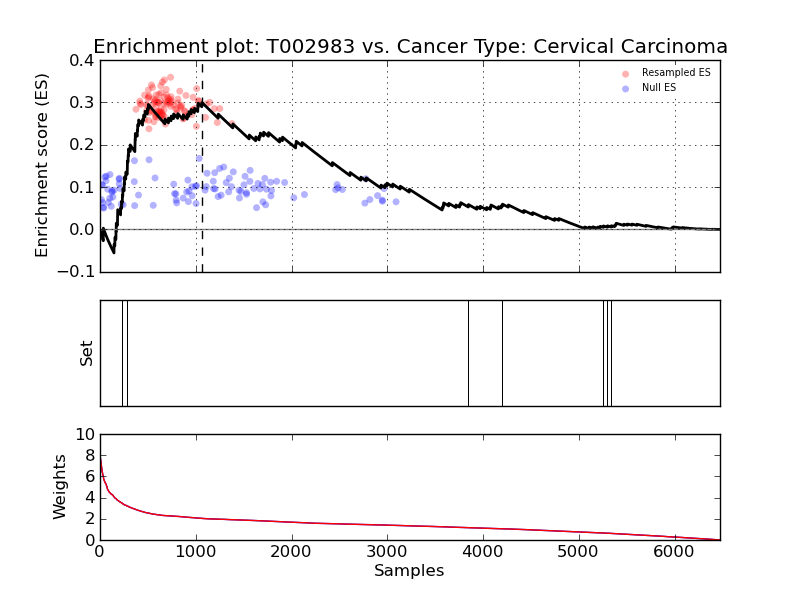 Enrichment plot: T002983 vs. Cancer Type: Cervical Carcinoma
Enrichment score (ES)
0.4
0.3
0.2
0.1
0.0
−0.1
Resampled ES
Null ES
Set
Weights
10
8
6
4
2
0
0 1000 2000 3000 4000 5000 6000
Samples